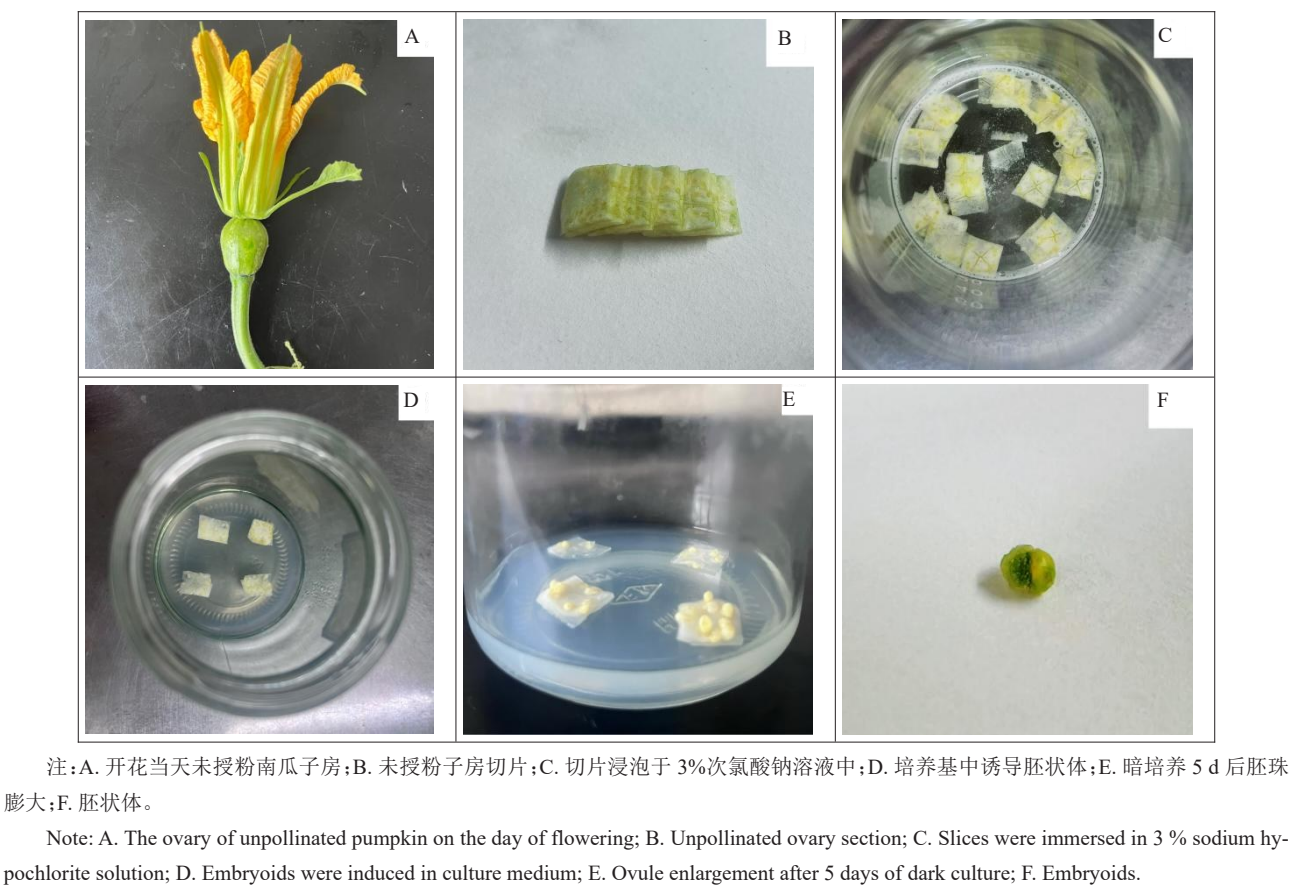 A
B
C
D
E
F
注:A. 开花当天未授粉南瓜子房;B. 未授粉子房切片;C. 切片浸泡于 3%次氯酸钠溶液中;D. 培养基中诱导胚状体;E. 暗培养 5 d 后胚珠
膨大;F. 胚状体。
Note: A. The ovary of unpollinated pumpkin on the day of flowering; B. Unpollinated ovary section; C. Slices were immersed in 3 % sodium hy-
pochlorite solution; D. Embryoids were induced in culture medium; E. Ovule enlargement after 5 days of dark culture; F. Embryoids.